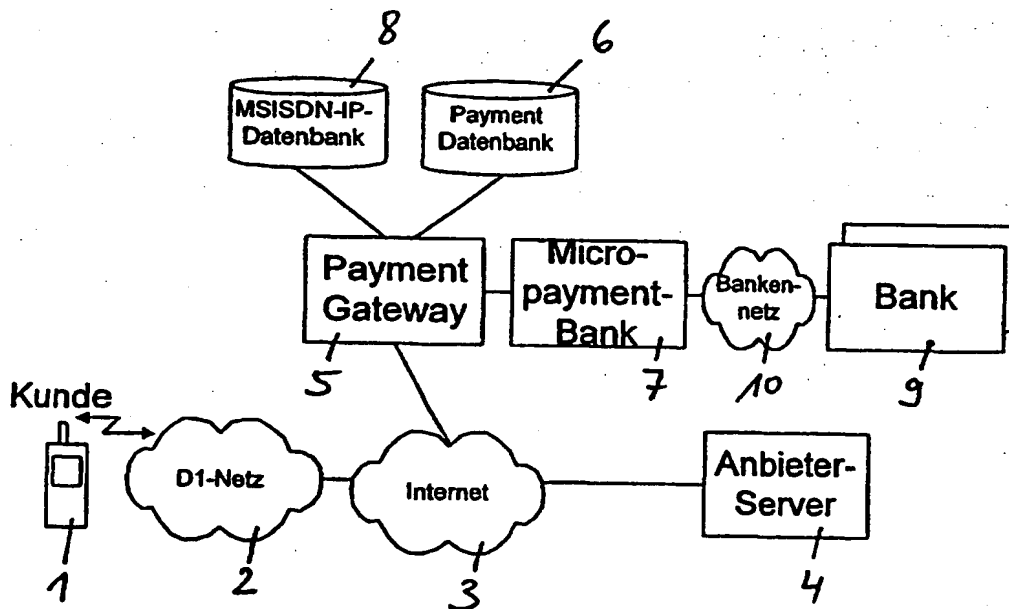 8
6
MSISDN-IP-
Datenbank
Payment
Datenbank
Payment
Gateway
Micro-
payment-
Bank
Banken-
netz
Bank
5
7
10
9
Kunde
D1-Netz
Internet
Anbieter-
Server
1
2
3
4